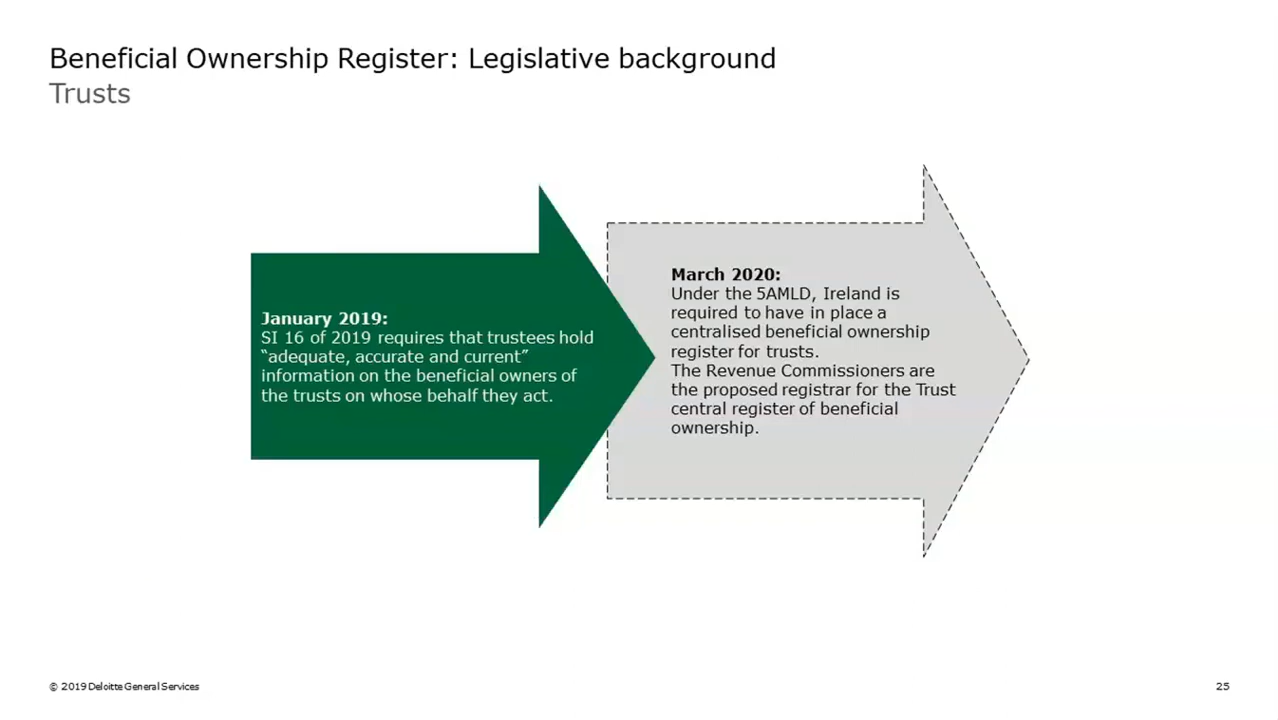 Beneficial Ownership Register: Legislative background
Trusts
January 2019:
SI 16 of 2019 requires that trustees hold
“adequate, accurate and current”
information on the beneficial owners of
the trusts on whose behalf they act.
March 2020:
Under the 5AMLD, Ireland is
required to have in place a
centralised beneficial ownership
register for trusts.
The Revenue Commissioners are
the proposed registrar for the Trust
central register of beneficial
ownership.
© 2019 Deloitte General Services
25